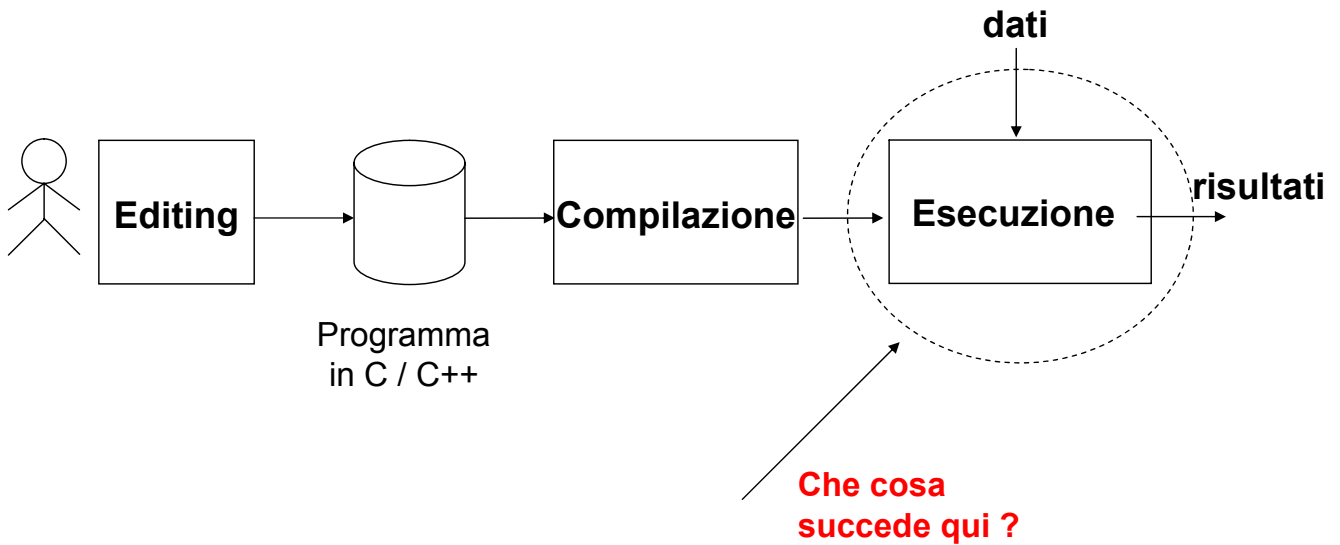 dati
Editing
Compilazione
Esecuzione
risultati
Programma
in C / C++
Che cosa
succede qui ?